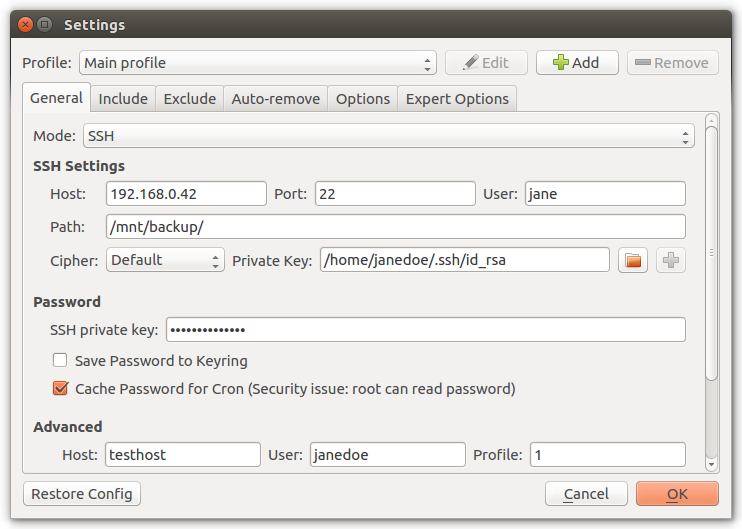 Settings
Profile: Main profile Edit Add Remove
General Include Exclude Auto-remove Options Expert Options
Mode: SSH
SSH Settings
Host: 192.168.0.42 Port: 22 User: jane
Path: /mnt/backup/
Cipher: Default Private Key: /home/janedoe/.ssh/id_rsa
Password
SSH private key: ••••••••••••••
Save Password to Keyring
Cache Password for Cron (Security issue: root can read password)
Advanced
Host: testhost User: janedoe Profile: 1
Restore Config Cancel OK